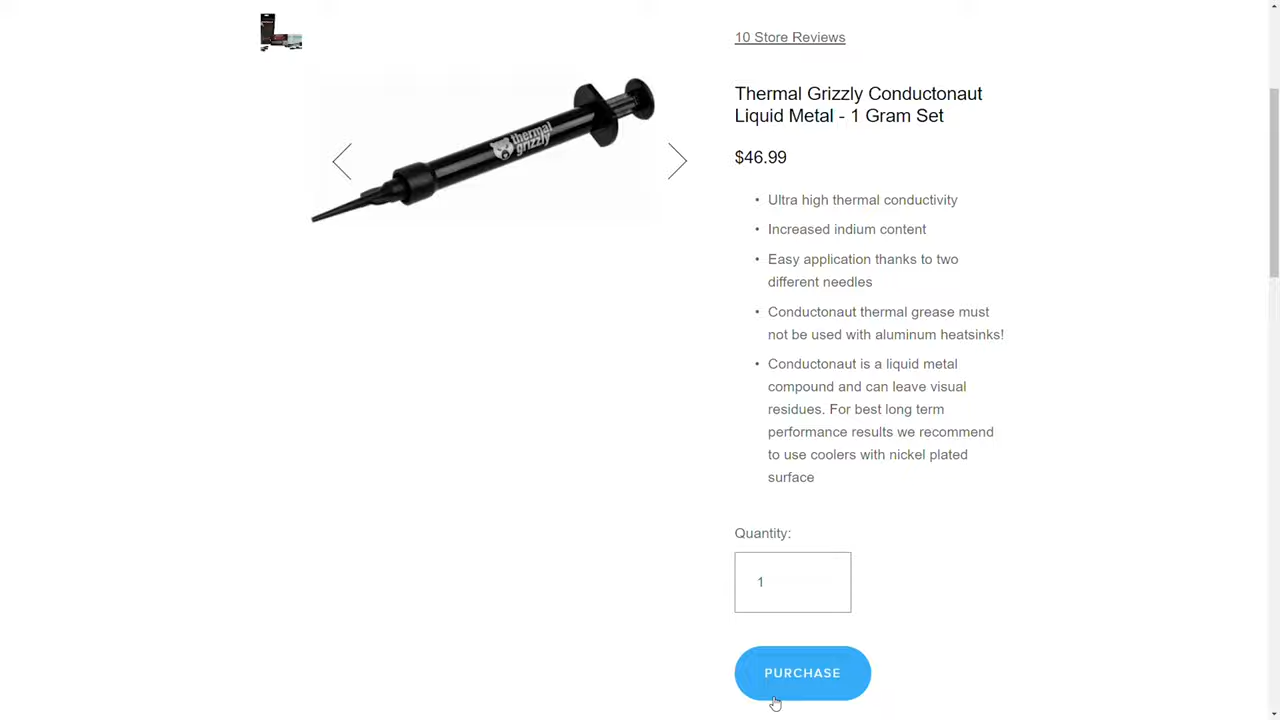 10 Store Reviews
thermal
grizzly
Thermal Grizzly Conductonaut
Liquid Metal - 1 Gram Set
$46.99
• Ultra high thermal conductivity
• Increased indium content
• Easy application thanks to two
different needles
• Conductonaut thermal grease must
not be used with aluminum heatsinks!
• Conductonaut is a liquid metal
compound and can leave visual
residues. For best long term
performance results we recommend
to use coolers with nickel plated
surface
Quantity:
1
PURCHASE